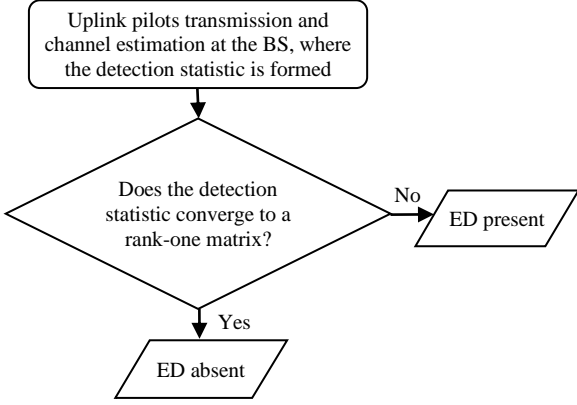 Uplink pilots transmission and
channel estimation at the BS, where
the detection statistic is formed
Does the detection
statistic converge to a
rank-one matrix?
No
ED present
Yes
ED absent